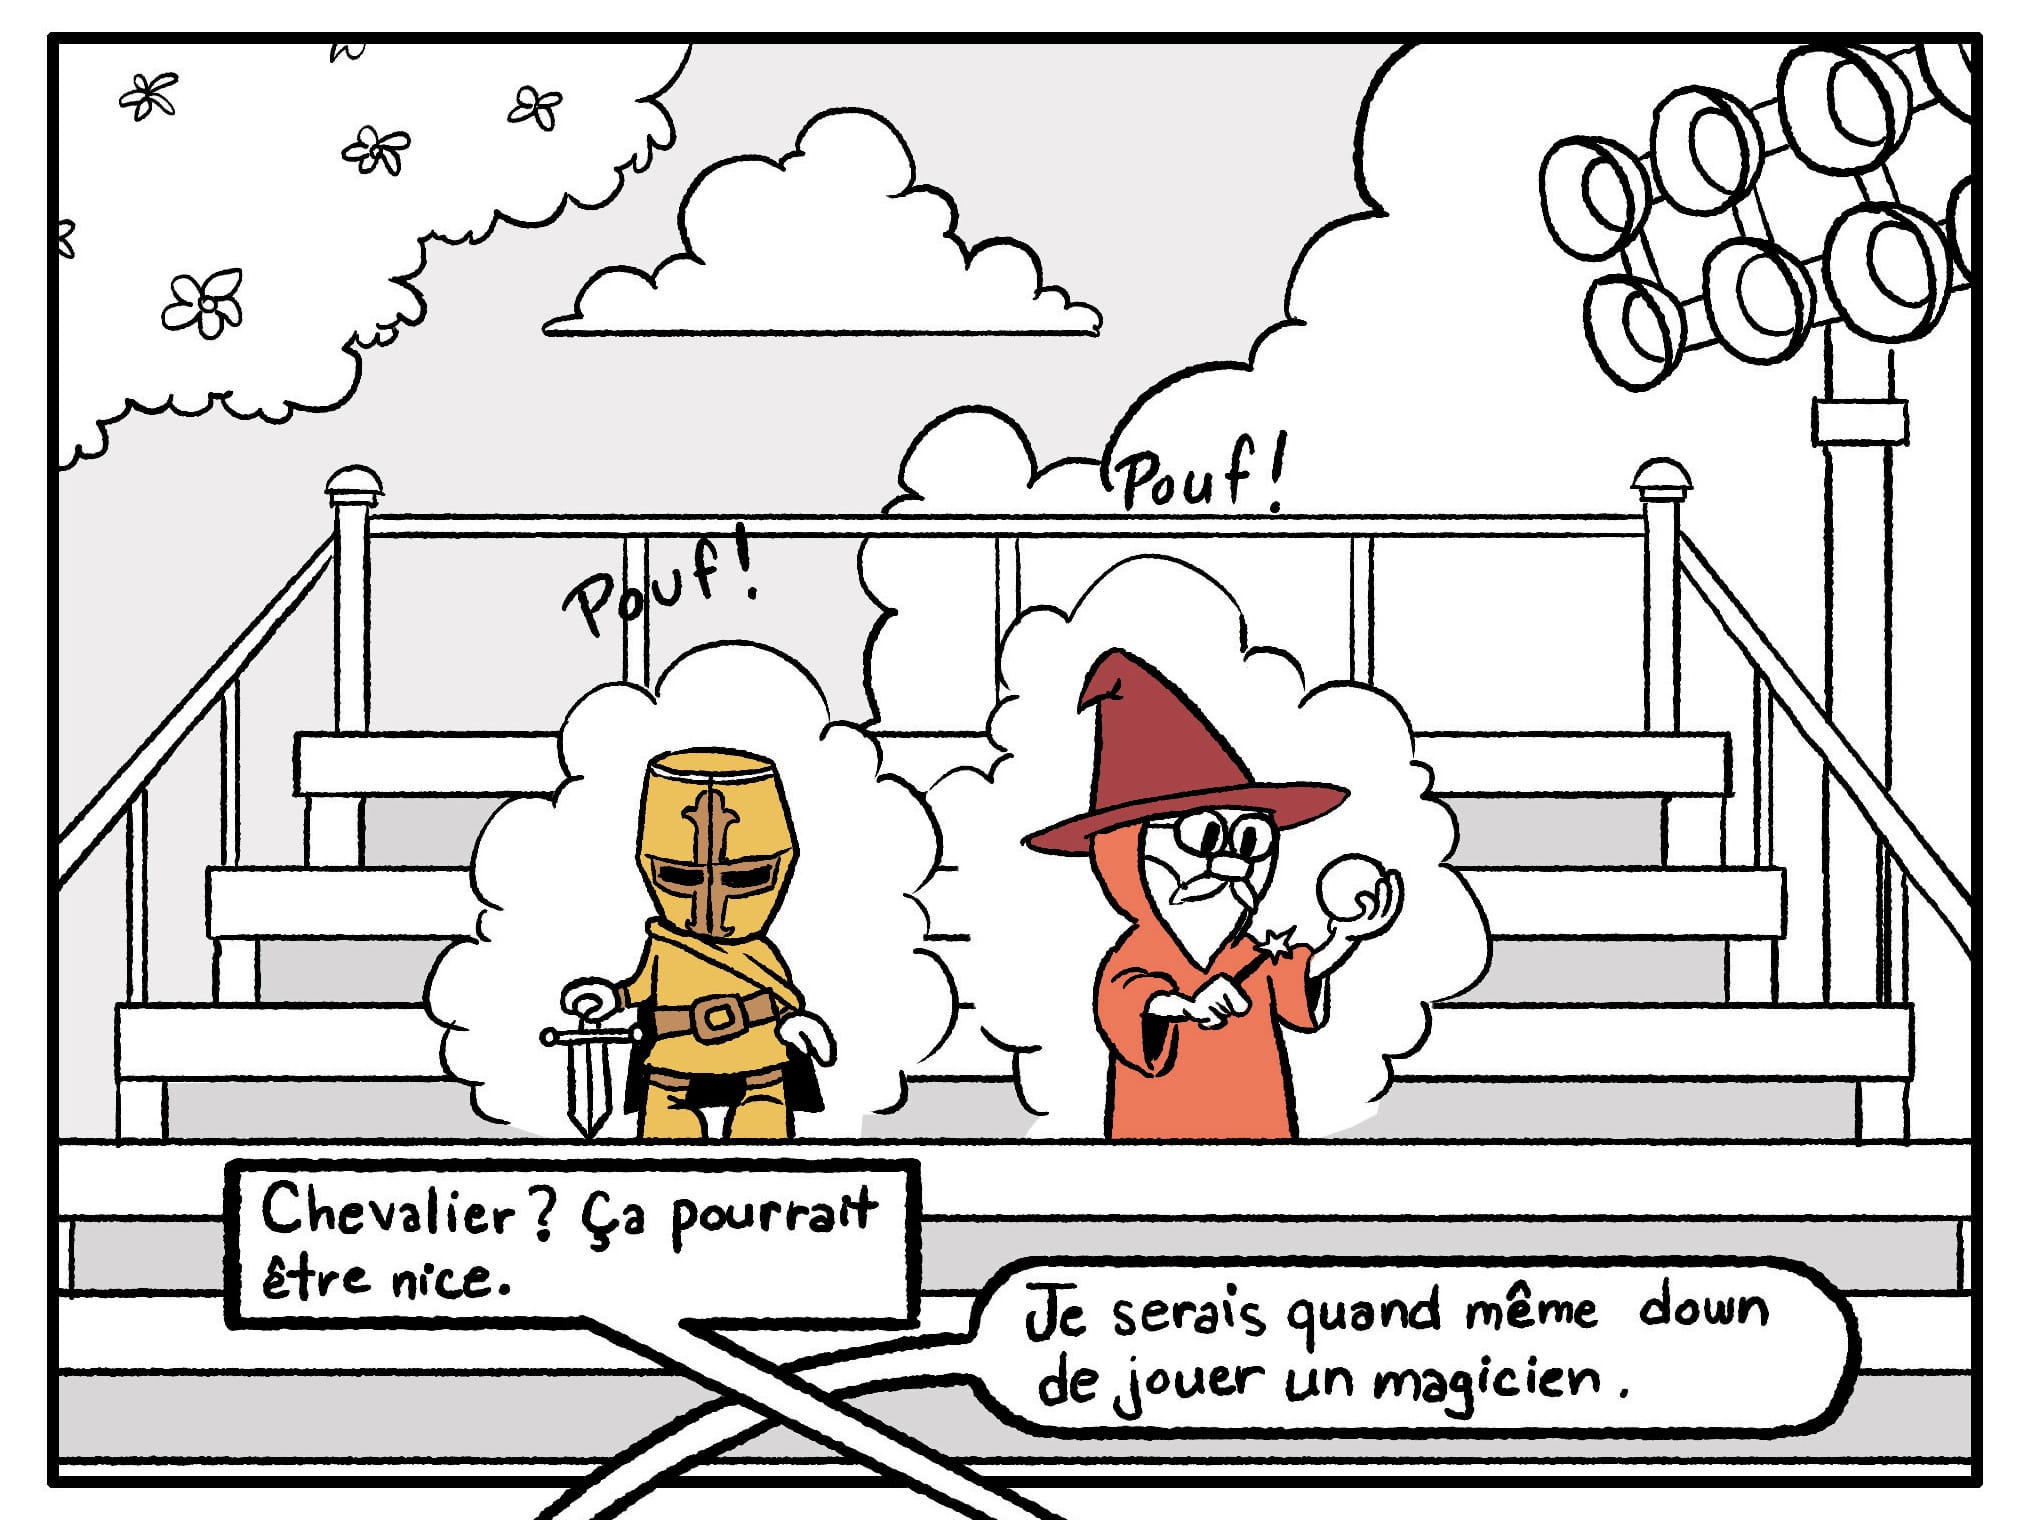 Pouf!
Pouf!
Chevalier? Ça pourrait
être nice.
Je serais quand même down
de jouer un magicien.